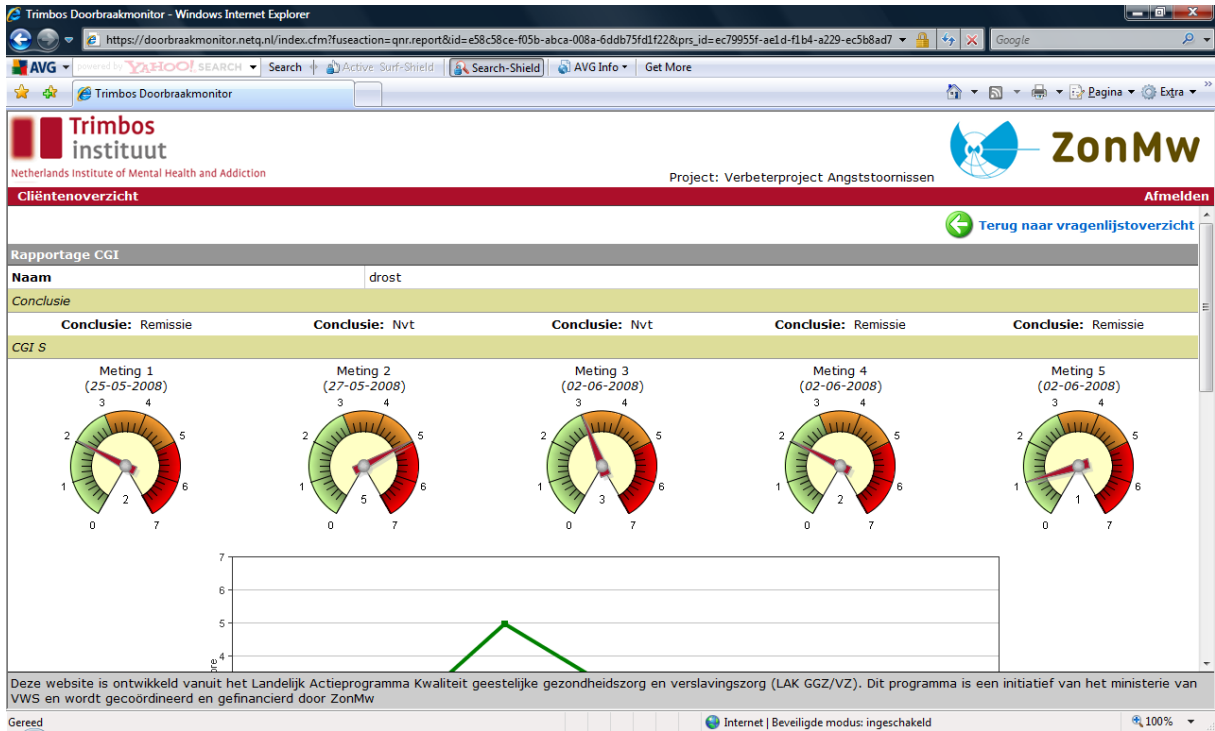 Trimbos Doorbraakmonitor - Windows Internet Explorer
https://doorbraakmonitor.netq.nl/index.cfm?fuseaction=qnr.report&id=e58c58ce-f05b-abca-008a-6ddb75fd1f22&prs_id=ec79955f-ae1d-f1b4-a229-ec5b8ad7
Google
AVG powered by YAHOO! SEARCH Search Active Surf-Shield Search-Shield AVG Info Get More
Trimbos Doorbraakmonitor
Pagina Extra
Trimbos
instituut
Netherlands Institute of Mental Health and Addiction
Project: Verbeterproject Angststoornissen
ZonMw
Cliëntenoverzicht Afmelden
Terug naar vragenlijstoverzicht
Rapportage CGI
Naam drost
Conclusie
Conclusie: Remissie Conclusie: Nvt Conclusie: Nvt Conclusie: Remissie Conclusie: Remissie
CGI S
Meting 1 Meting 2 Meting 3 Meting 4 Meting 5
(25-05-2008) (27-05-2008) (02-06-2008) (02-06-2008) (02-06-2008)
3 4 3 4 3 4 3 4 3 4
2 5 2 5 2 5 2 5 2 5
1 6 1 6 1 6 1 6 1 6
2 5 3 2 1
0 7 0 7 0 7 0 7 0 7
7
6
5
4
Deze website is ontwikkeld vanuit het Landelijk Actieprogramma Kwaliteit geestelijke gezondheidszorg en verslavingszorg (LAK GGZ/VZ). Dit programma is een initiatief van het ministerie van
VWS en wordt gecoördineerd en gefinancierd door ZonMw
Gereed Internet | Beveiligde modus: ingeschakeld 100%